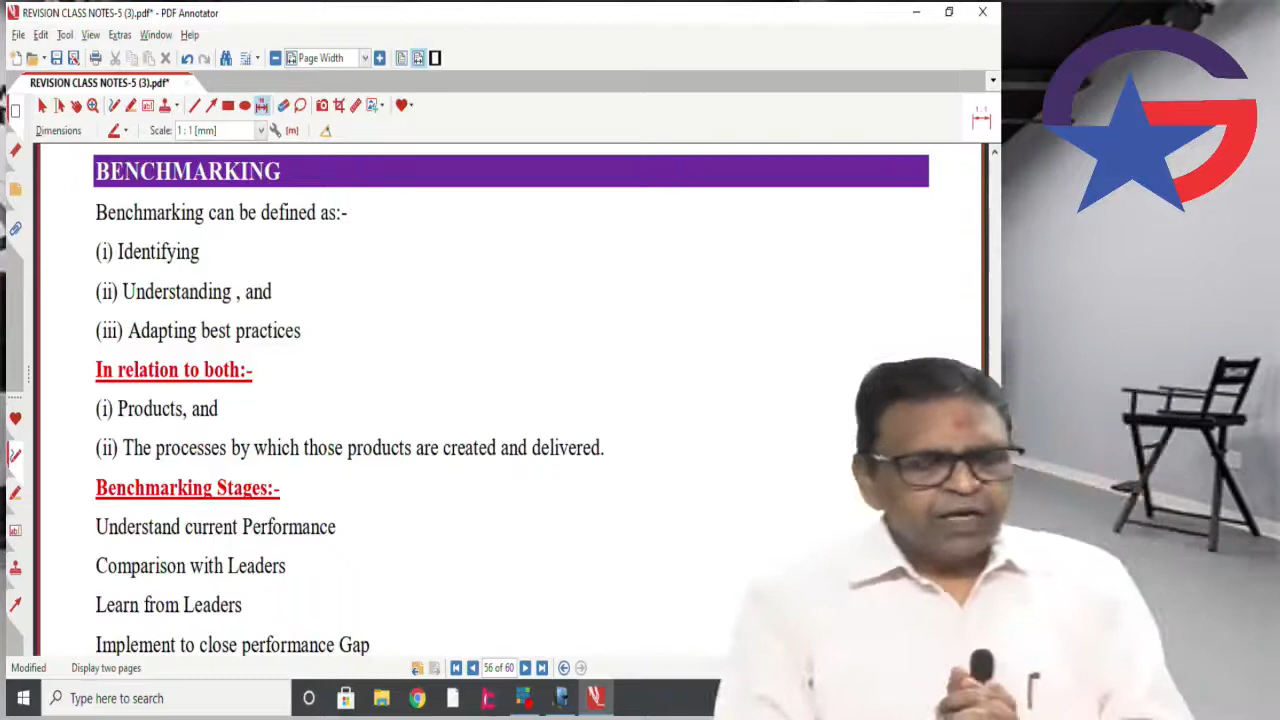 REVISION CLASS NOTES-5 (3).pdf* - PDF Annotator
File Edit Tool View Extras Window Help
Page Width
REVISION CLASS NOTES-5 (3).pdf*
Dimensions
Scale: 1 : 1 [mm]
(m)
1 : 1
BENCHMARKING
Benchmarking can be defined as:-
(i) Identifying
(ii) Understanding , and
(iii) Adapting best practices
In relation to both:-
(i) Products, and
(ii) The processes by which those products are created and delivered.
Benchmarking Stages:-
Understand current Performance
Comparison with Leaders
Learn from Leaders
Implement to close performance Gap
Modified
Display two pages
56 of 60
Type here to search